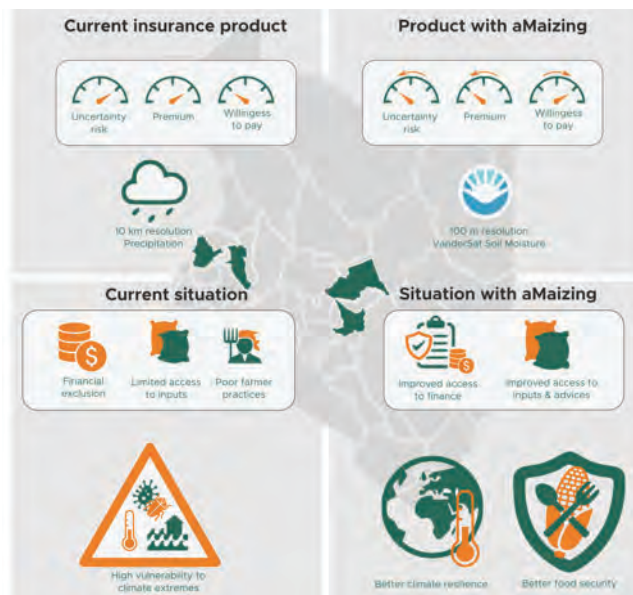 Current insurance product
Product with aMaizing
Uncertainty
risk
Premium
Willingess
to pay
Uncertainty
risk
Premium
Willingess
to pay
10 km resolution
Precipitation
100 m resolution
VanderSat Soil Moisture
Current situation
Situation with aMaizing
Financial
exclusion
Limited access
to inputs
Poor farmer
practices
Improved access
to finance
Improved access to
inputs & advices
High vulnerability to
climate extremes
Better climate resilience
Better food security